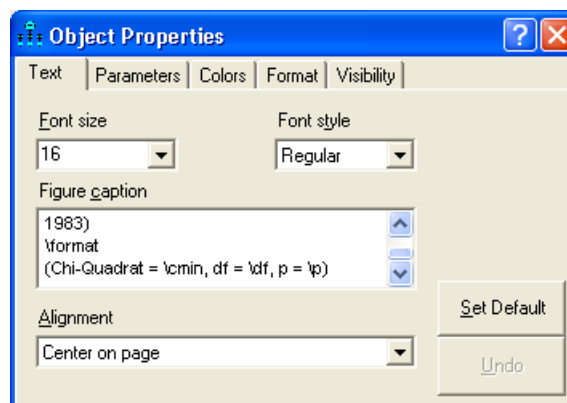 Object Properties
?
Text Parameters Colors Format Visibility
Font size Font style
16 Regular
Figure caption
1983)
\format
(Chi-Quadrat = \cmin, df = \df, p = \p)
Set Default
Alignment
Center on page
Undo